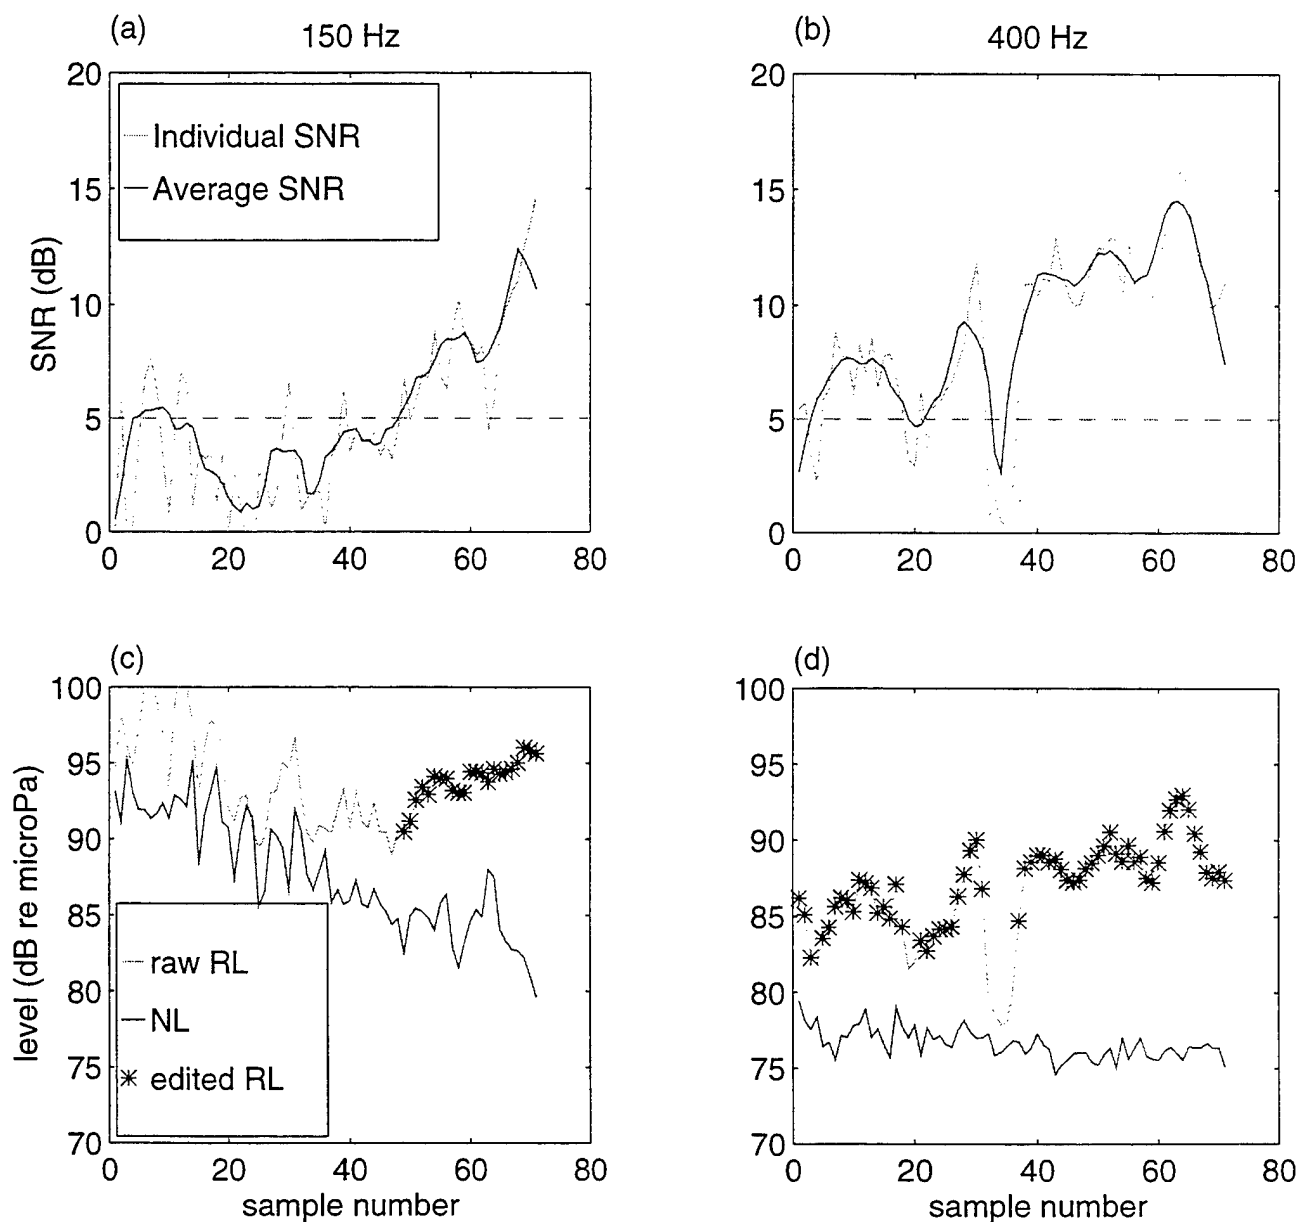 (a)
150 Hz
(b)
400 Hz
20
15
10
5
0
SNR (dB)
Individual SNR
Average SNR
0
20
40
60
80
20
15
10
5
0
0
20
40
60
80
(c)
(d)
100
95
90
85
80
75
70
level (dB re microPa)
raw RL
NL
edited RL
0
20
40
60
80
sample number
100
95
90
85
80
75
70
0
20
40
60
80
sample number